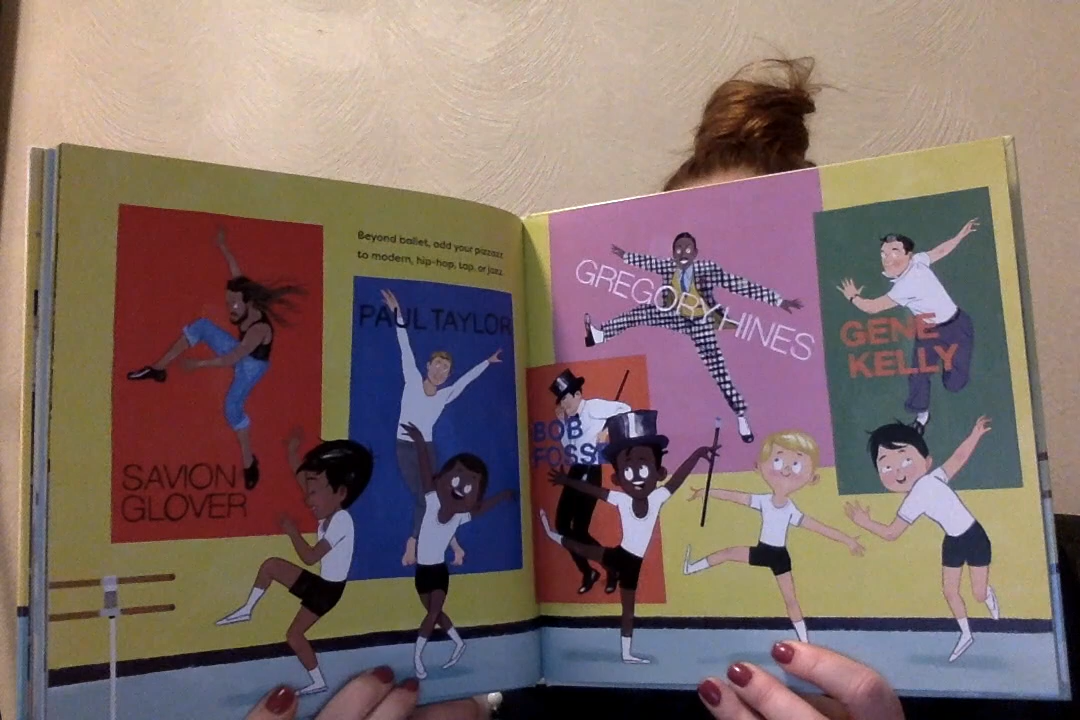 Beyond ballet, add your pizzazz
to modern, hip-hop, tap, or jazz.
SAVION
GLOVER
PAUL TAYLOR
BOB
FOSSE
GREGORY HINES
GENE
KELLY